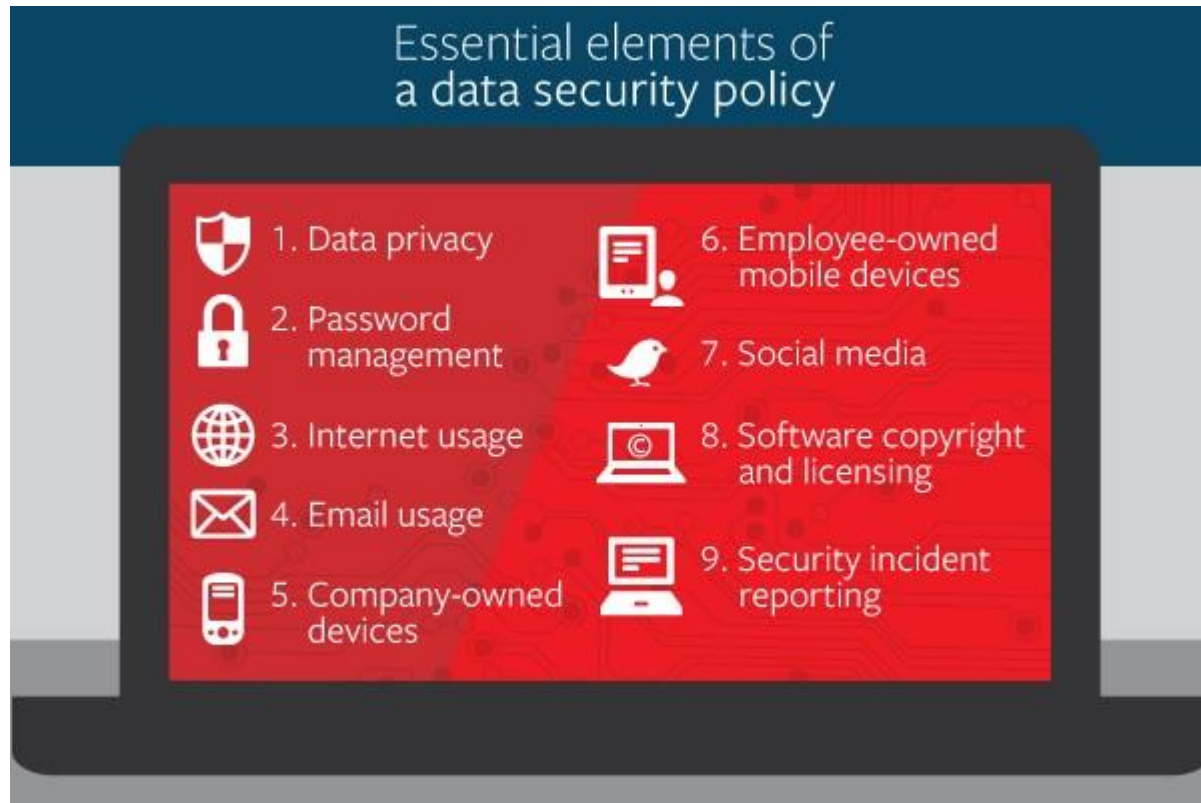 Essential elements of
a data security policy
1. Data privacy
2. Password
management
3. Internet usage
4. Email usage
5. Company-owned
devices
6. Employee-owned
mobile devices
7. Social media
©
8. Software copyright
and licensing
9. Security incident
reporting